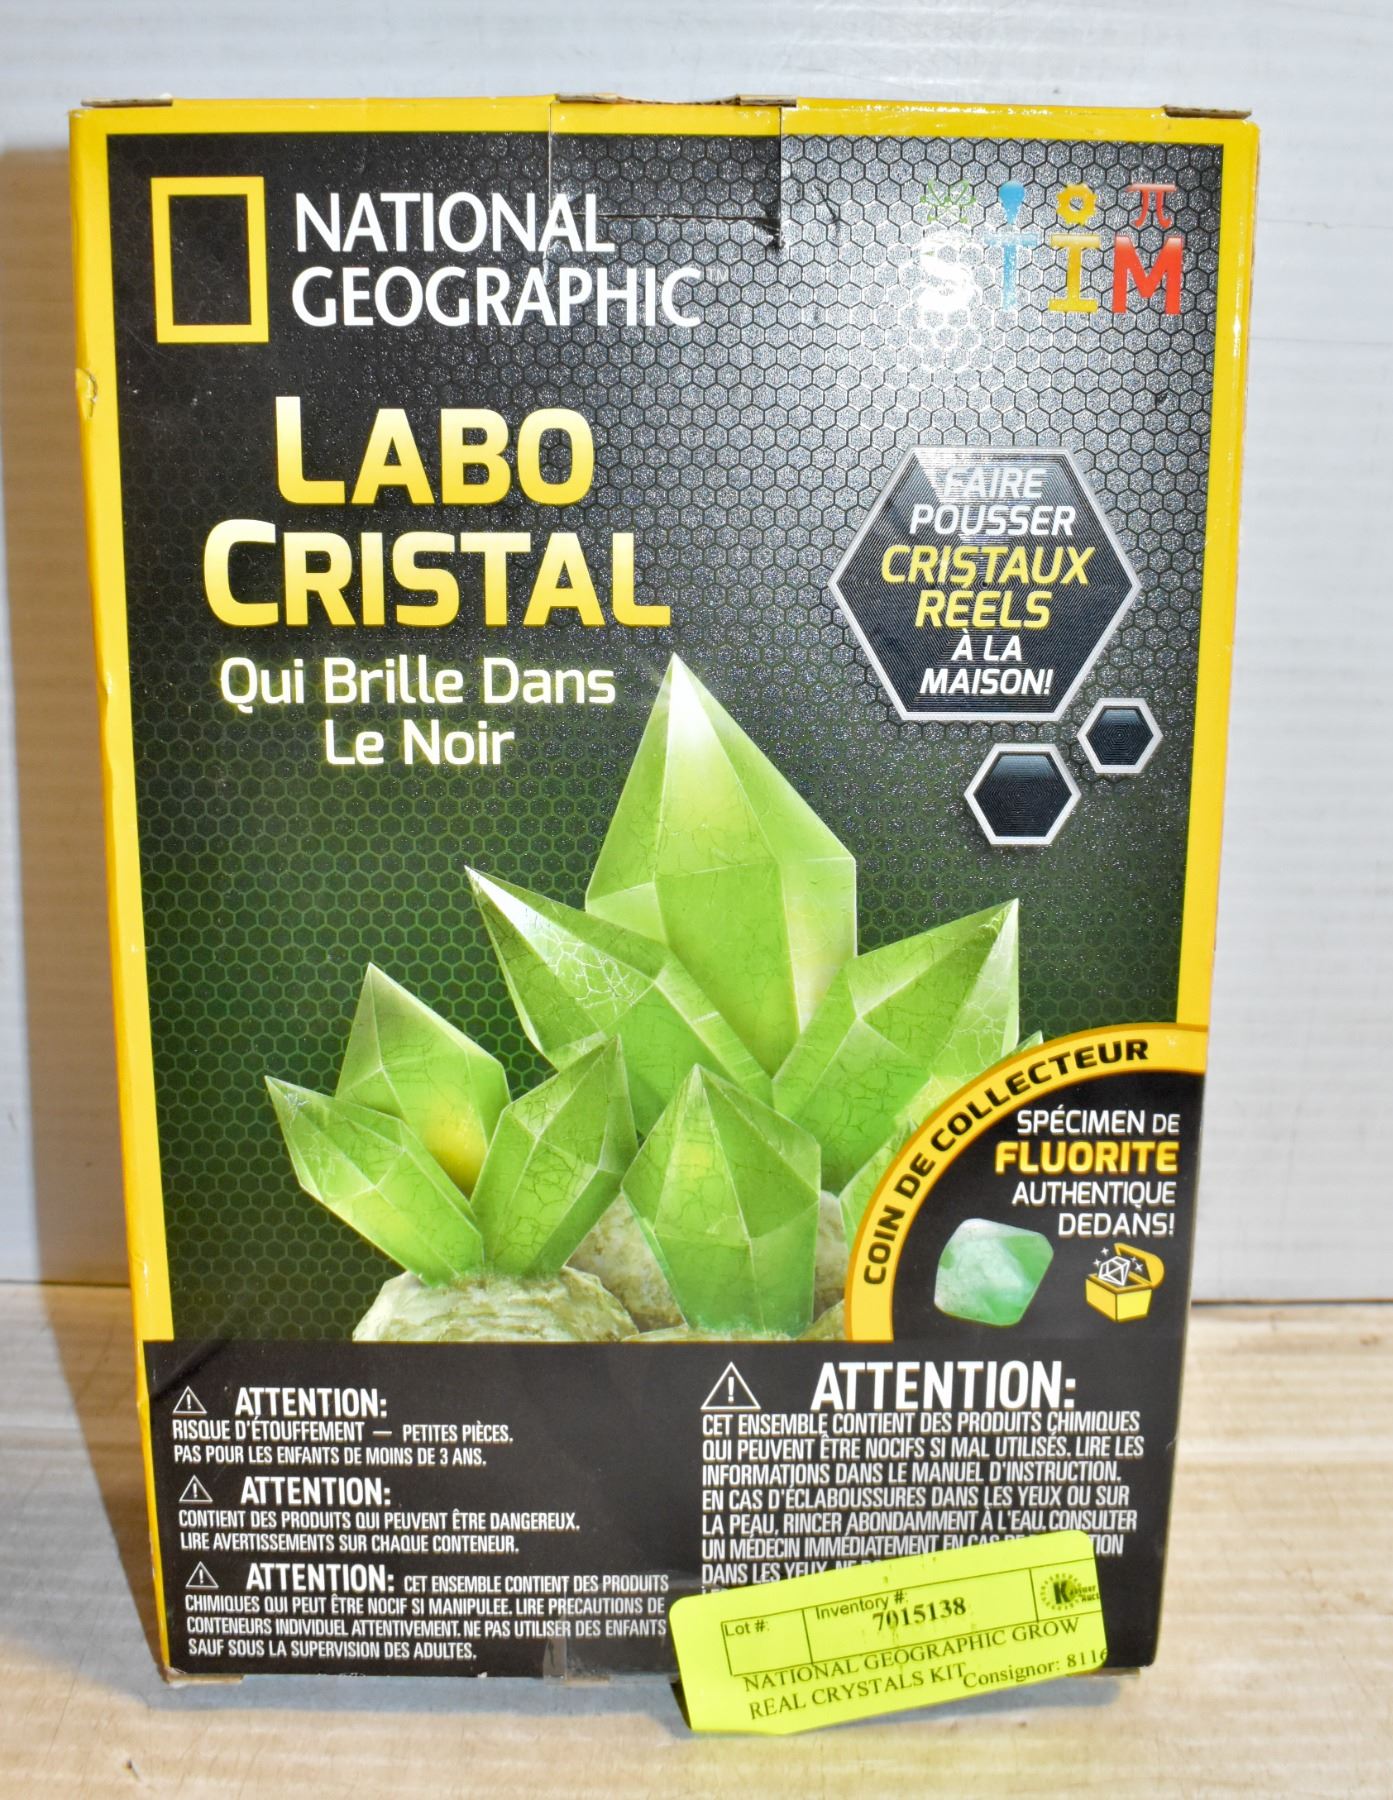 NATIONAL
GEOGRAPHIC™
STIM
π
LABO
CRISTAL
Qui Brille Dans
Le Noir
FAIRE
POUSSER
CRISTAUX
RÉELS
À LA
MAISON!
COIN DE COLLECTEUR
SPÉCIMEN DE
FLUORITE
AUTHENTIQUE
DEDANS!
ATTENTION:
RISQUE D'ÉTOUFFEMENT — PETITES PIÈCES.
PAS POUR LES ENFANTS DE MOINS DE 3 ANS.
ATTENTION:
CONTIENT DES PRODUITS QUI PEUVENT ÊTRE DANGEREUX.
LIRE AVERTISSEMENTS SUR CHAQUE CONTENEUR.
ATTENTION: CET ENSEMBLE CONTIENT DES PRODUITS
CHIMIQUES QUI PEUT ÊTRE NOCIF SI MANIPULEE. LIRE PRECAUTIONS DE
CONTENEURS INDIVIDUEL ATTENTIVEMENT. NE PAS UTILISER DES ENFANTS
SAUF SOUS LA SUPERVISION DES ADULTES.
ATTENTION:
CET ENSEMBLE CONTIENT DES PRODUITS CHIMIQUES
QUI PEUVENT ÊTRE NOCIFS SI MAL UTILISÉS. LIRE LES
INFORMATIONS DANS LE MANUEL D'INSTRUCTION.
EN CAS D'ÉCLABOUSSURES DANS LES YEUX OU SUR
LA PEAU, RINCER ABONDAMMENT À L'EAU. CONSULTER
UN MÉDECIN IMMÉDIATEMENT EN CAS
DANS LES YEUX
Lot #:
Inventory #:
7015138
NATIONAL GEOGRAPHIC GROW
REAL CRYSTALS KIT
Consignor: 8116